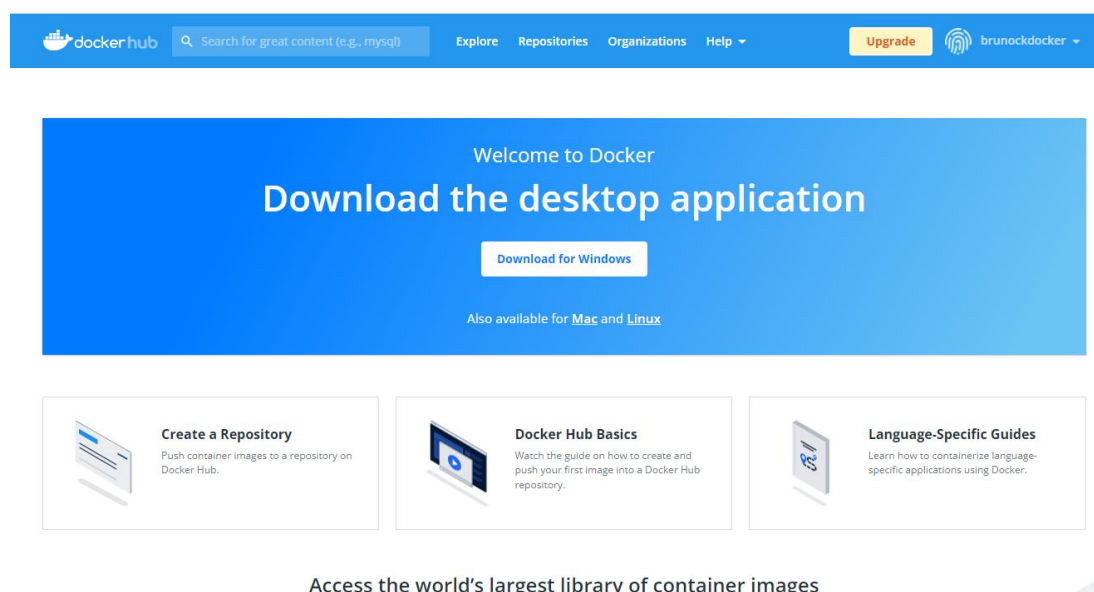 dockerhub
Search for great content (e.g., mysql)
Explore
Repositories
Organizations
Help
Upgrade
brunockdocker
Welcome to Docker
Download the desktop application
Download for Windows
Also available for Mac and Linux
Create a Repository
Push container images to a repository on
Docker Hub.
Docker Hub Basics
Watch the guide on how to create and
push your first image into a Docker Hub
repository.
Language-Specific Guides
Learn how to containerize language-
specific applications using Docker.
Access the world's largest library of container images